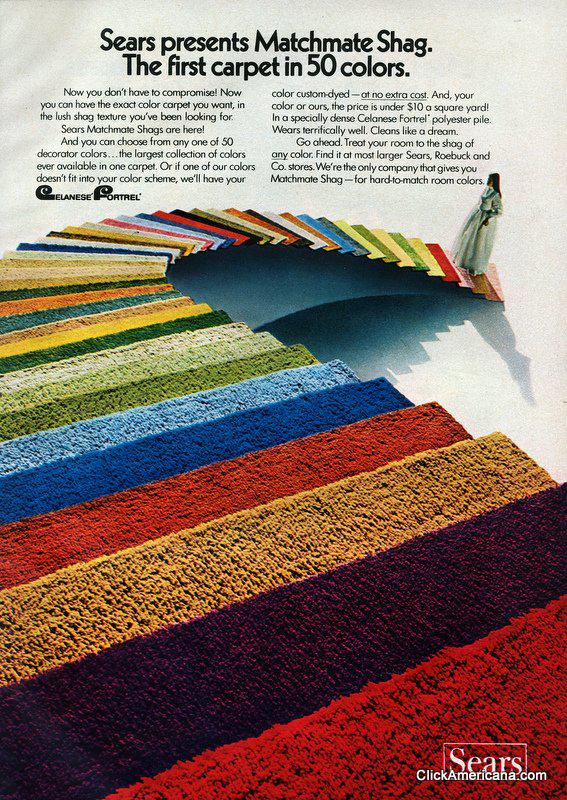 Sears presents Matchmate Shag.
The first carpet in 50 colors.
Now you don't have to compromise! Now
you can have the exact color carpet you want, in
the lush shag texture you've been looking for.
Sears Matchmate Shags are here!
And you can choose from any one of 50
decorator colors...the largest collection of colors
ever available in one carpet. Or if one of our colors
doesn't fit into your color scheme, we'll have your
color custom-dyed—at no extra cost. And, your
color or ours, the price is under $10 a square yard!
In a specially dense Celanese Fortrel® polyester pile.
Wears terrifically well. Cleans like a dream.
Go ahead. Treat your room to the shag of
any color. Find it at most larger Sears, Roebuck and
Co. stores. We're the only company that gives you
Matchmate Shag—for hard-to-match room colors.
CELANESE FORTREL®
Sears
ClickAmericana.com